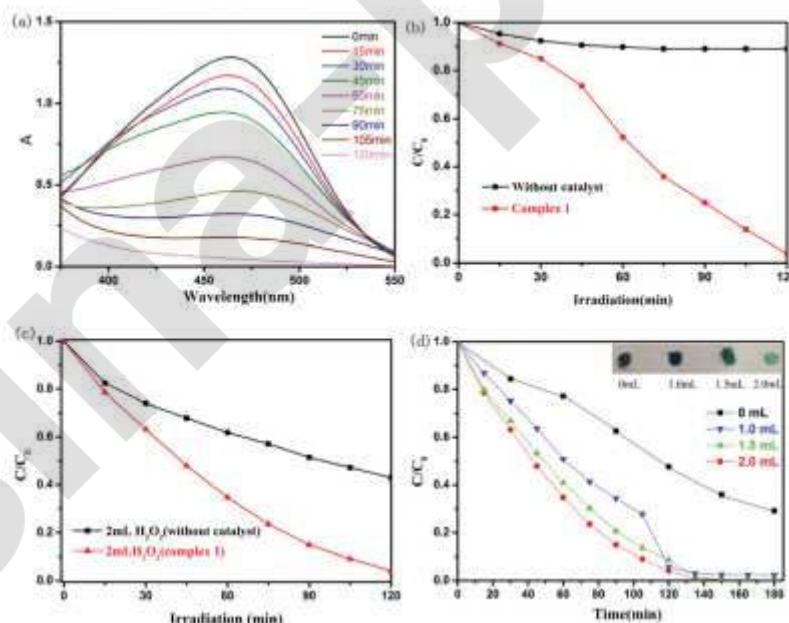 (a)
1.5
1.0
0.5
0.0
A
400
450
500
550
Wavelength(nm)
0min
15min
30min
45min
60min
75min
90min
105min
120min
(b)
1.0
0.8
0.6
0.4
0.2
0.0
C/C0
0
30
60
90
120
Irradiation(min)
Without catalyst
Complex 1
(c)
1.0
0.8
0.6
0.4
0.2
0.0
C/C0
0
30
60
90
120
Irradiation (min)
2mL H2O2(without catalyst)
2mLH2O2(complex 1)
(d)
1.0
0.8
0.6
0.4
0.2
0.0
C/C0
0
20
40
60
80
100
120
140
160
180
Time(min)
0mL
1.0mL
1.5mL
2.0mL
0 mL
1.0 mL
1.5 mL
2.0 mL